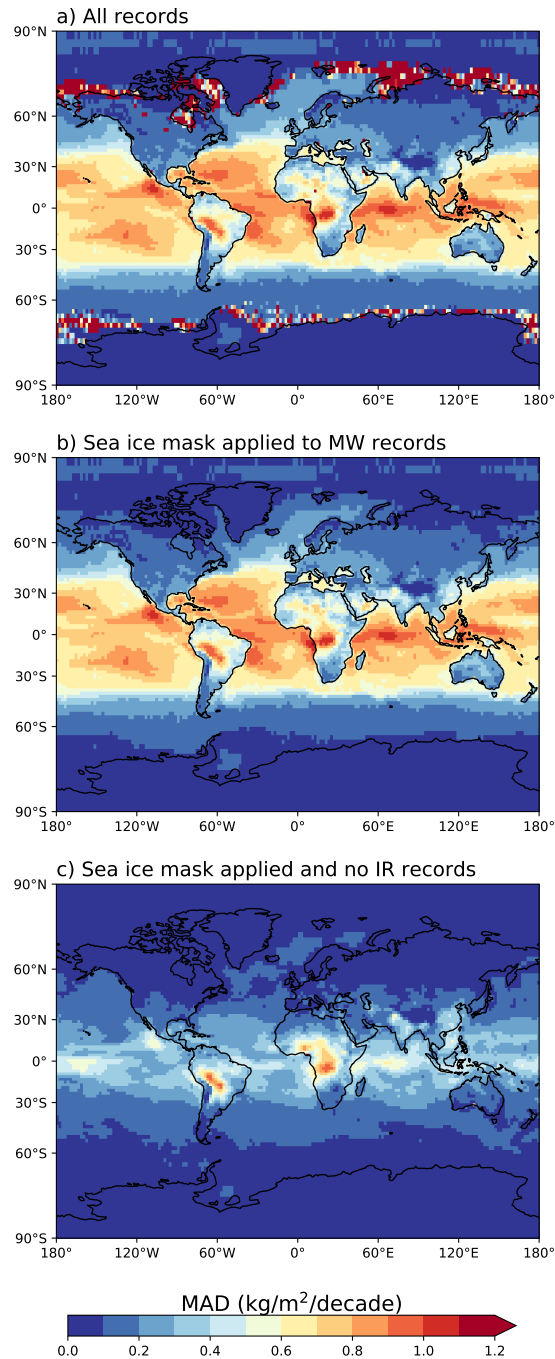 a) All records
90°N
60°N
30°N
0°
30°S
60°S
90°S
180° 120°W 60°W 0° 60°E 120°E 180°
b) Sea ice mask applied to MW records
90°N
60°N
30°N
0°
30°S
60°S
90°S
180° 120°W 60°W 0° 60°E 120°E 180°
c) Sea ice mask applied and no IR records
90°N
60°N
30°N
0°
30°S
60°S
90°S
180° 120°W 60°W 0° 60°E 120°E 180°
MAD (kg/m²/decade)
0.0 0.2 0.4 0.6 0.8 1.0 1.2